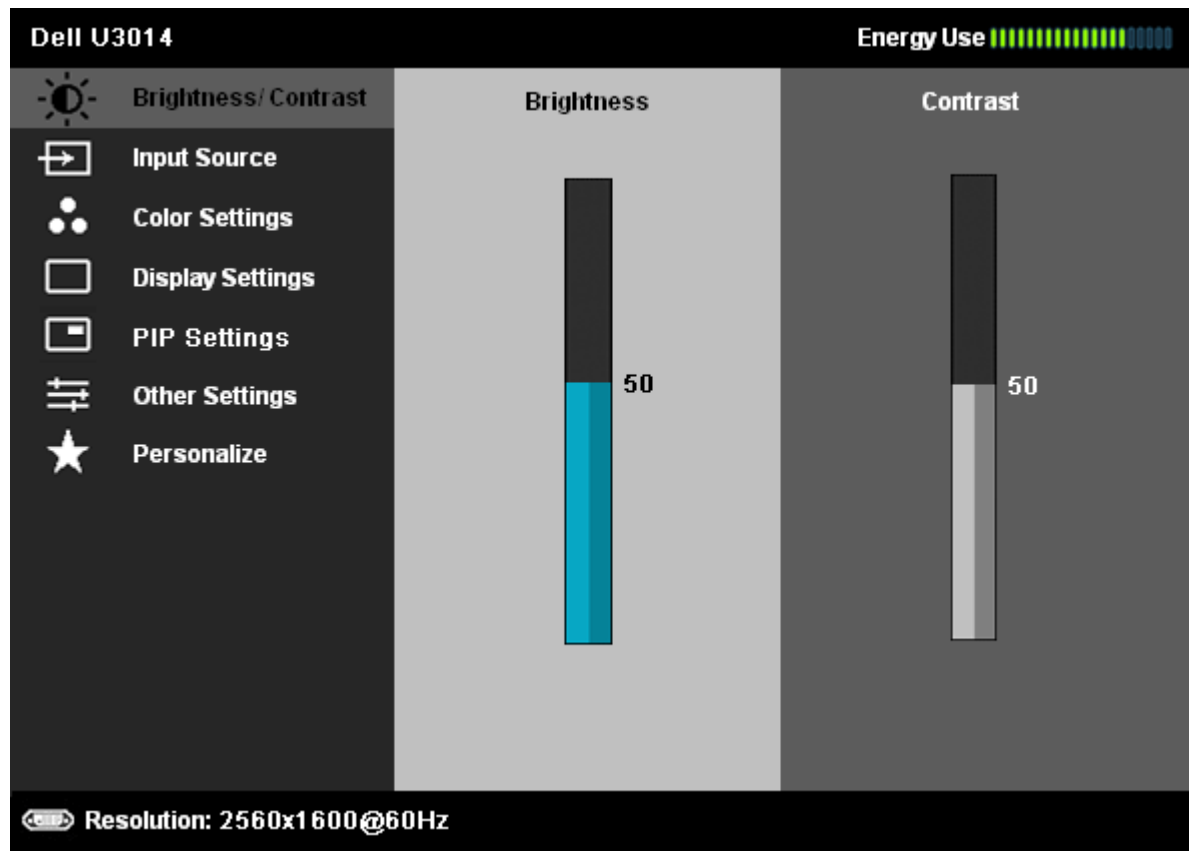 Dell U3014
Energy Use
Brightness/Contrast
Input Source
Color Settings
Display Settings
PIP Settings
Other Settings
Personalize
Brightness
50
Contrast
50
Resolution: 2560x1600@60Hz